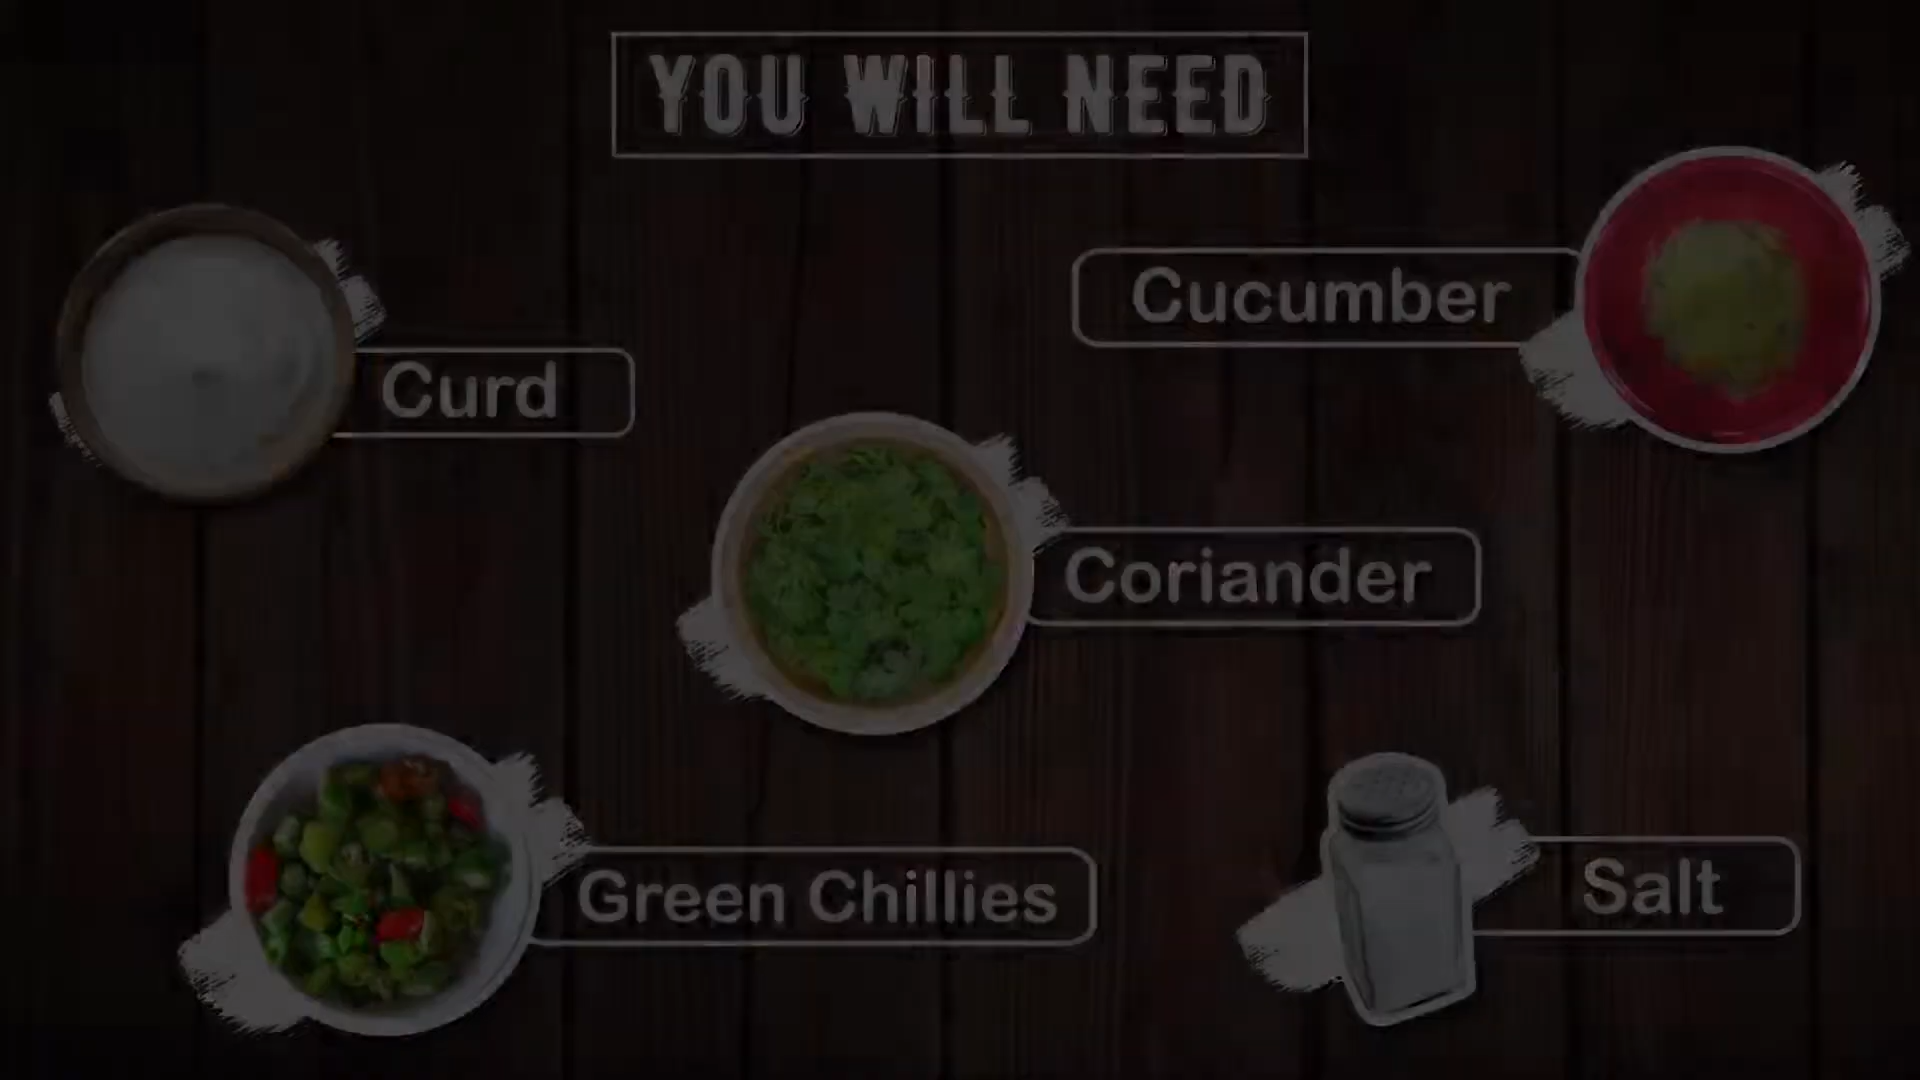 YOU WILL NEED
Cucumber
Curd
Coriander
Green Chillies
Salt